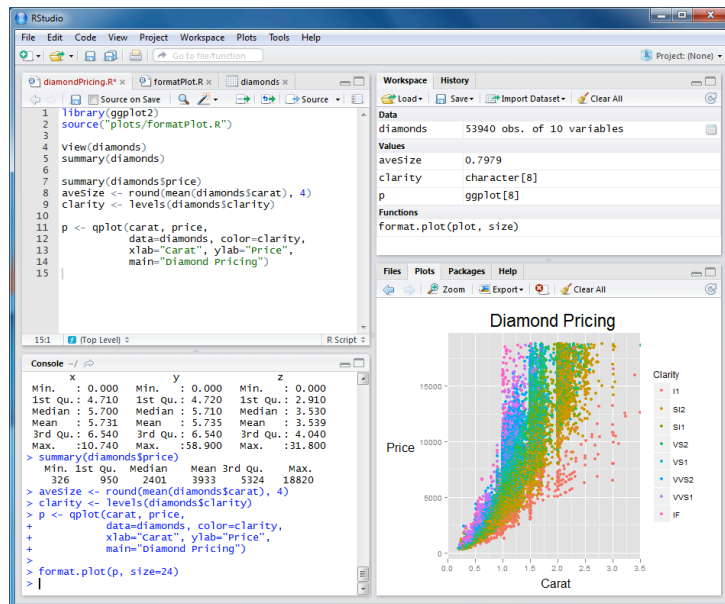 RStudio
File Edit Code View Project Workspace Plots Tools Help
Go to file/function
Project: (None)
diamondPricing.R* formatPlot.R diamonds
Source on Save Source
1 library(ggplot2)
2 source("plots/formatPlot.R")
3
4 View(diamonds)
5 summary(diamonds)
6
7 summary(diamonds$price)
8 aveSize <- round(mean(diamonds$carat), 4)
9 clarity <- levels(diamonds$clarity)
10
11 p <- qplot(carat, price,
12 data=diamonds, color=clarity,
13 xlab="Carat", ylab="Price",
14 main="Diamond Pricing")
15
15:1 (Top Level) R Script
Console ~/
x y z
Min. : 0.000 Min. : 0.000 Min. : 0.000
1st Qu.: 4.710 1st Qu.: 4.720 1st Qu.: 2.910
Median : 5.700 Median : 5.710 Median : 3.530
Mean : 5.731 Mean : 5.735 Mean : 3.539
3rd Qu.: 6.540 3rd Qu.: 6.540 3rd Qu.: 4.040
Max. :10.740 Max. :58.900 Max. :31.800
> summary(diamonds$price)
Min. 1st Qu. Median Mean 3rd Qu. Max.
326 950 2401 3933 5324 18820
> aveSize <- round(mean(diamonds$carat), 4)
> clarity <- levels(diamonds$clarity)
> p <- qplot(carat, price,
+ data=diamonds, color=clarity,
+ xlab="Carat", ylab="Price",
+ main="Diamond Pricing")
>
> format.plot(p, size=24)
>
Workspace History
Load Save Import Dataset Clear All
Data
diamonds 53940 obs. of 10 variables
Values
aveSize 0.7979
clarity character[8]
p ggplot[8]
Functions
format.plot(plot, size)
Files Plots Packages Help
Zoom Export Clear All
Diamond Pricing
Price
15000
10000
5000
0
0.0 0.5 1.0 1.5 2.0 2.5 3.0 3.5
Carat
Clarity
I1
SI2
SI1
VS2
VS1
VVS2
VVS1
IF